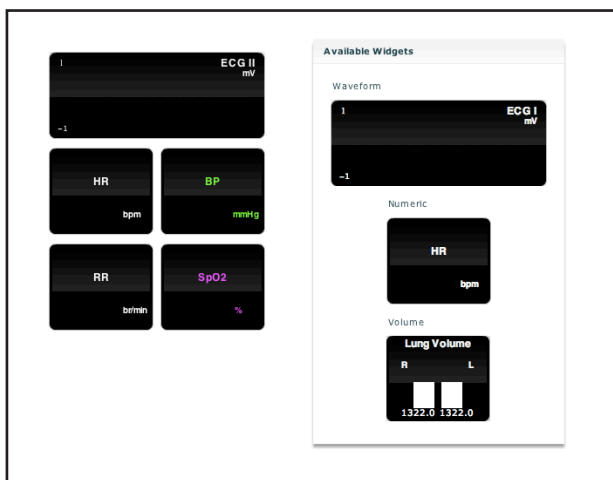 1 ECG II
mV
−1
HR
bpm
BP
mmHg
RR
br/min
SpO2
%
Available Widgets
Waveform
1 ECG I
mV
−1
Numeric
HR
bpm
Volume
Lung Volume
R L
1322.0 1322.0